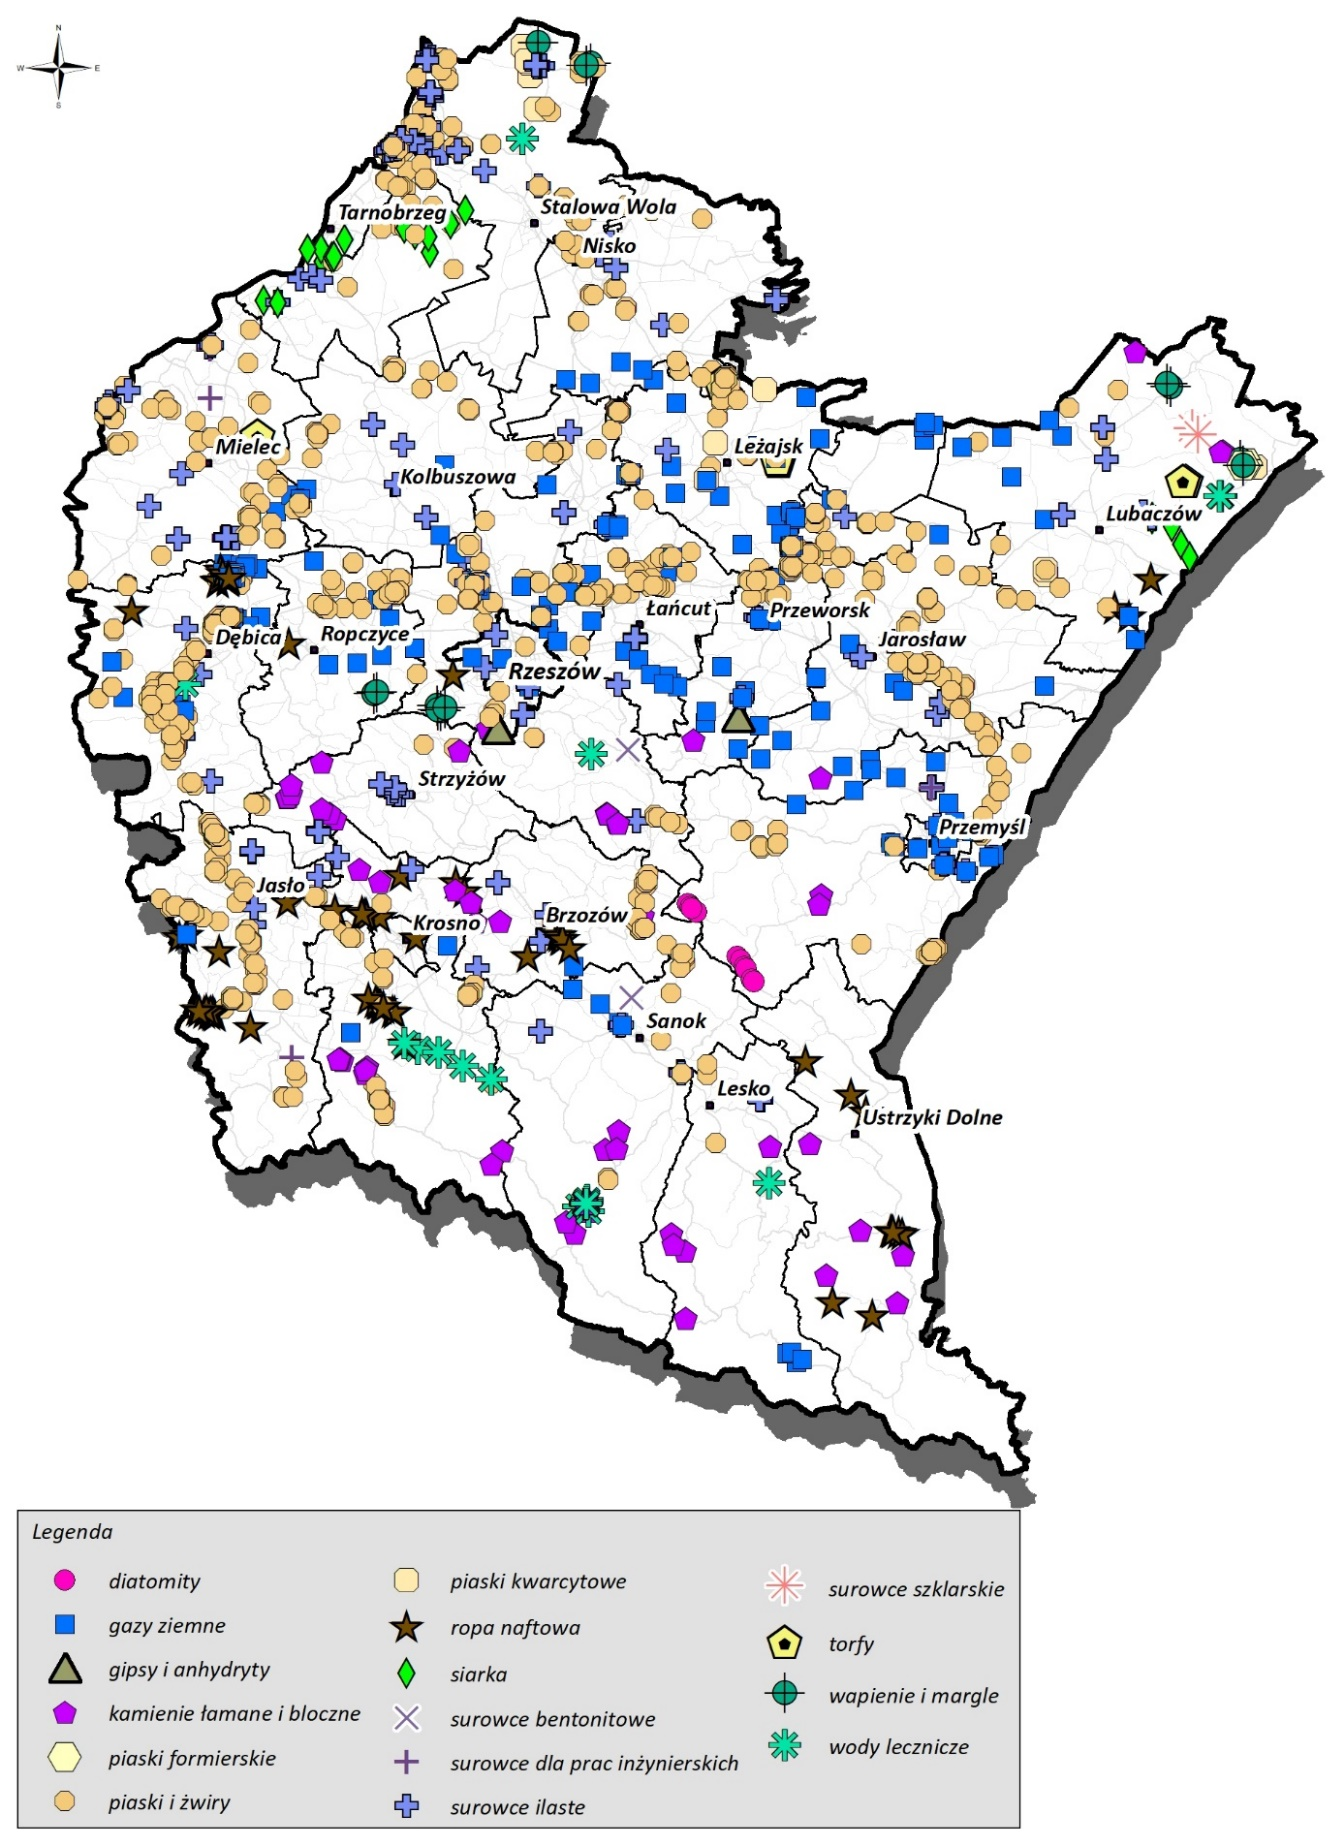 N
W
E
S
Tarnobrzeg
Stalowa Wola
Nisko
Mielec
Leżajsk
Kolbuszowa
Lubaczów
Łańcut
Przeworsk
Dębica
Ropczyce
Jarosław
Rzeszów
Strzyżów
Przemyśl
Jasło
Krosno
Brzozów
Sanok
Lesko
Ustrzyki Dolne
Legenda
diatomity
gazy ziemne
gipsy i anhydryty
kamienie łamane i bloczne
piaski formierskie
piaski i żwiry
piaski kwarcytowe
ropa naftowa
siarka
surowce bentonitowe
surowce dla prac inżynierskich
surowce ilaste
surowce szklarskie
torfy
wapienie i margle
wody lecznicze